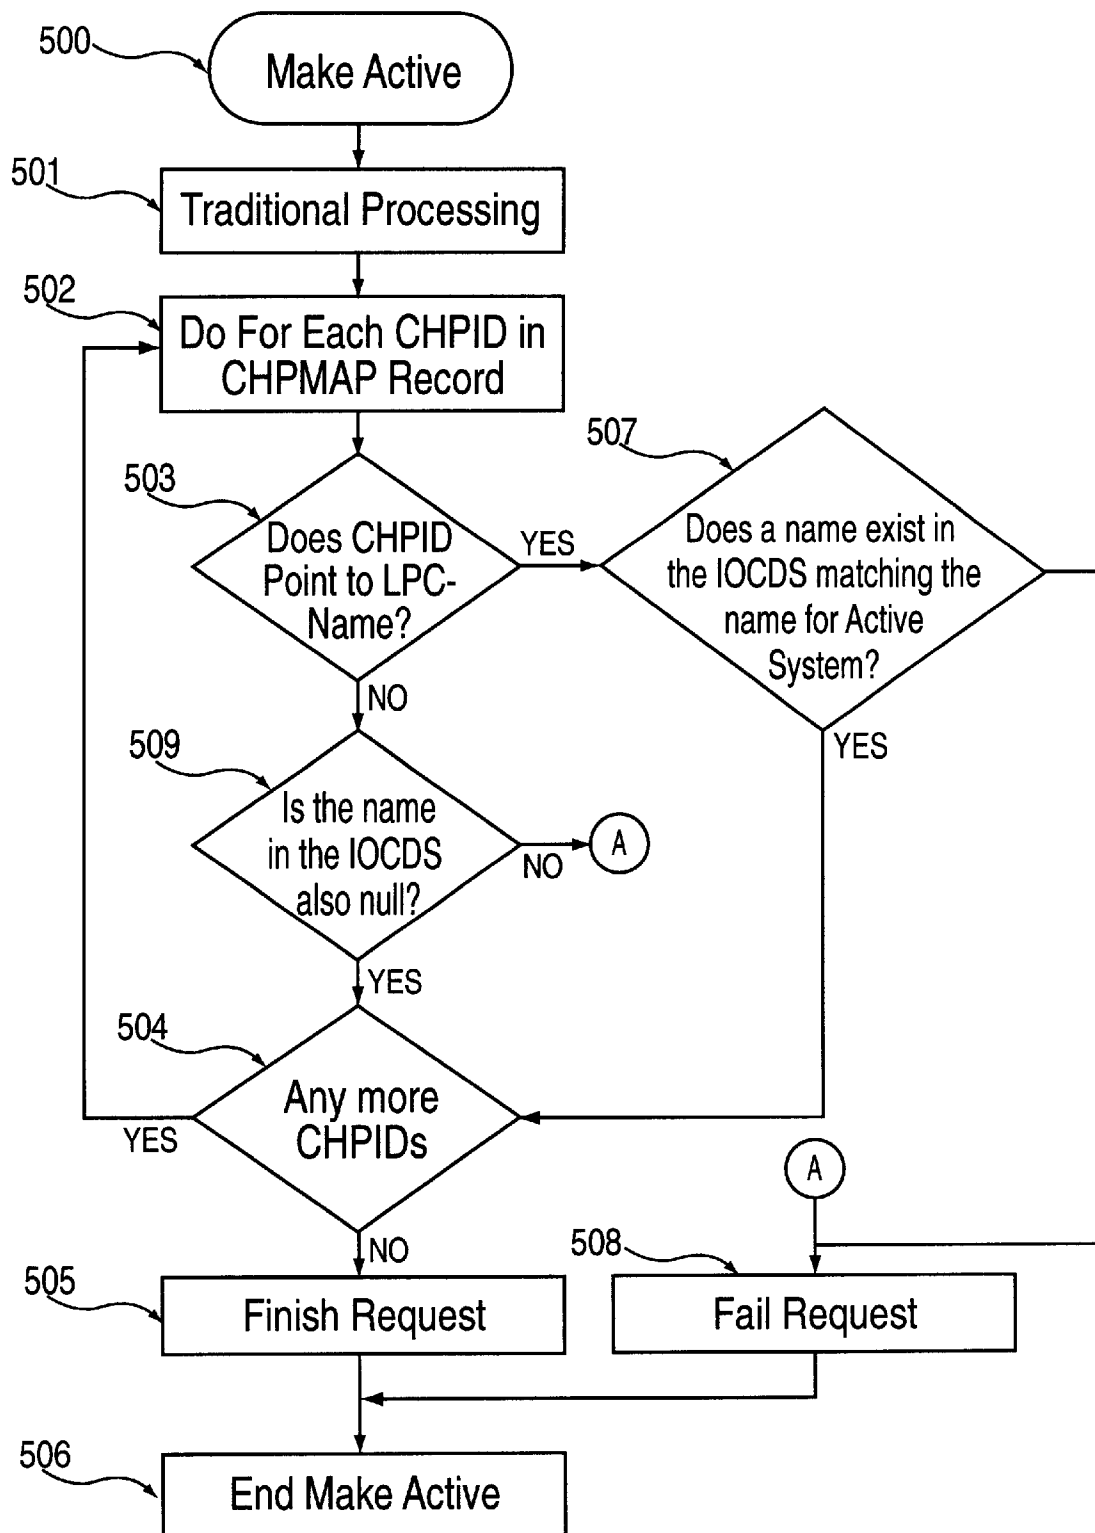 500
Make Active
501
Traditional Processing
502
Do For Each CHPID in
CHPMAP Record
503
Does CHPID
Point to LPC-
Name?
YES
507
Does a name exist in
the IOCDS matching the
name for Active
System?
NO
YES
509
Is the name
in the IOCDS
also null?
NO
A
YES
504
Any more
CHPIDs
YES
NO
A
505
Finish Request
508
Fail Request
506
End Make Active